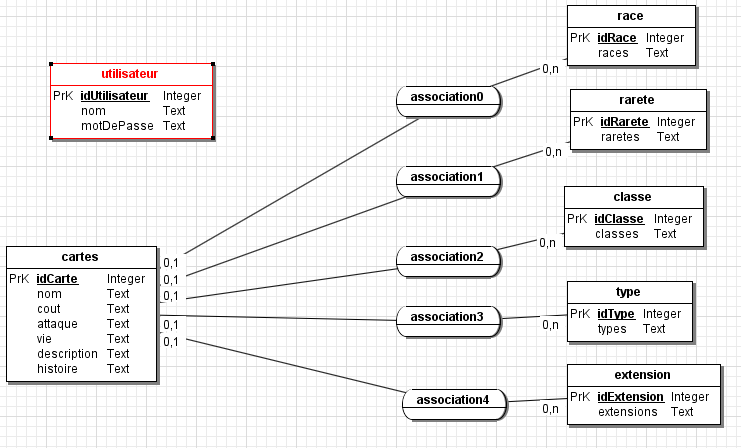 race
PrK idRace Integer
races Text
0,n
utilisateur
PrK idUtilisateur Integer
nom Text
motDePasse Text
association0
rarete
PrK idRarete Integer
raretes Text
0,n
association1
classe
PrK idClasse Integer
classes Text
0,n
association2
cartes
PrK idCarte Integer
nom Text
cout Text
attaque Text
vie Text
description Text
histoire Text
0,1
0,1
0,1
0,1
0,1
type
PrK idType Integer
types Text
0,n
association3
extension
PrK idExtension Integer
extensions Text
0,n
association4